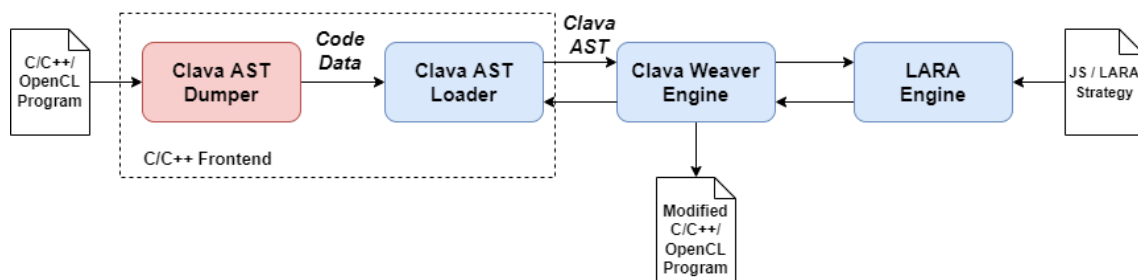 C/C++/
OpenCL
Program
Clava AST
Dumper
Code
Data
Clava AST
Loader
C/C++ Frontend
Clava
AST
Clava Weaver
Engine
LARA
Engine
JS / LARA
Strategy
Modified
C/C++/
OpenCL
Program